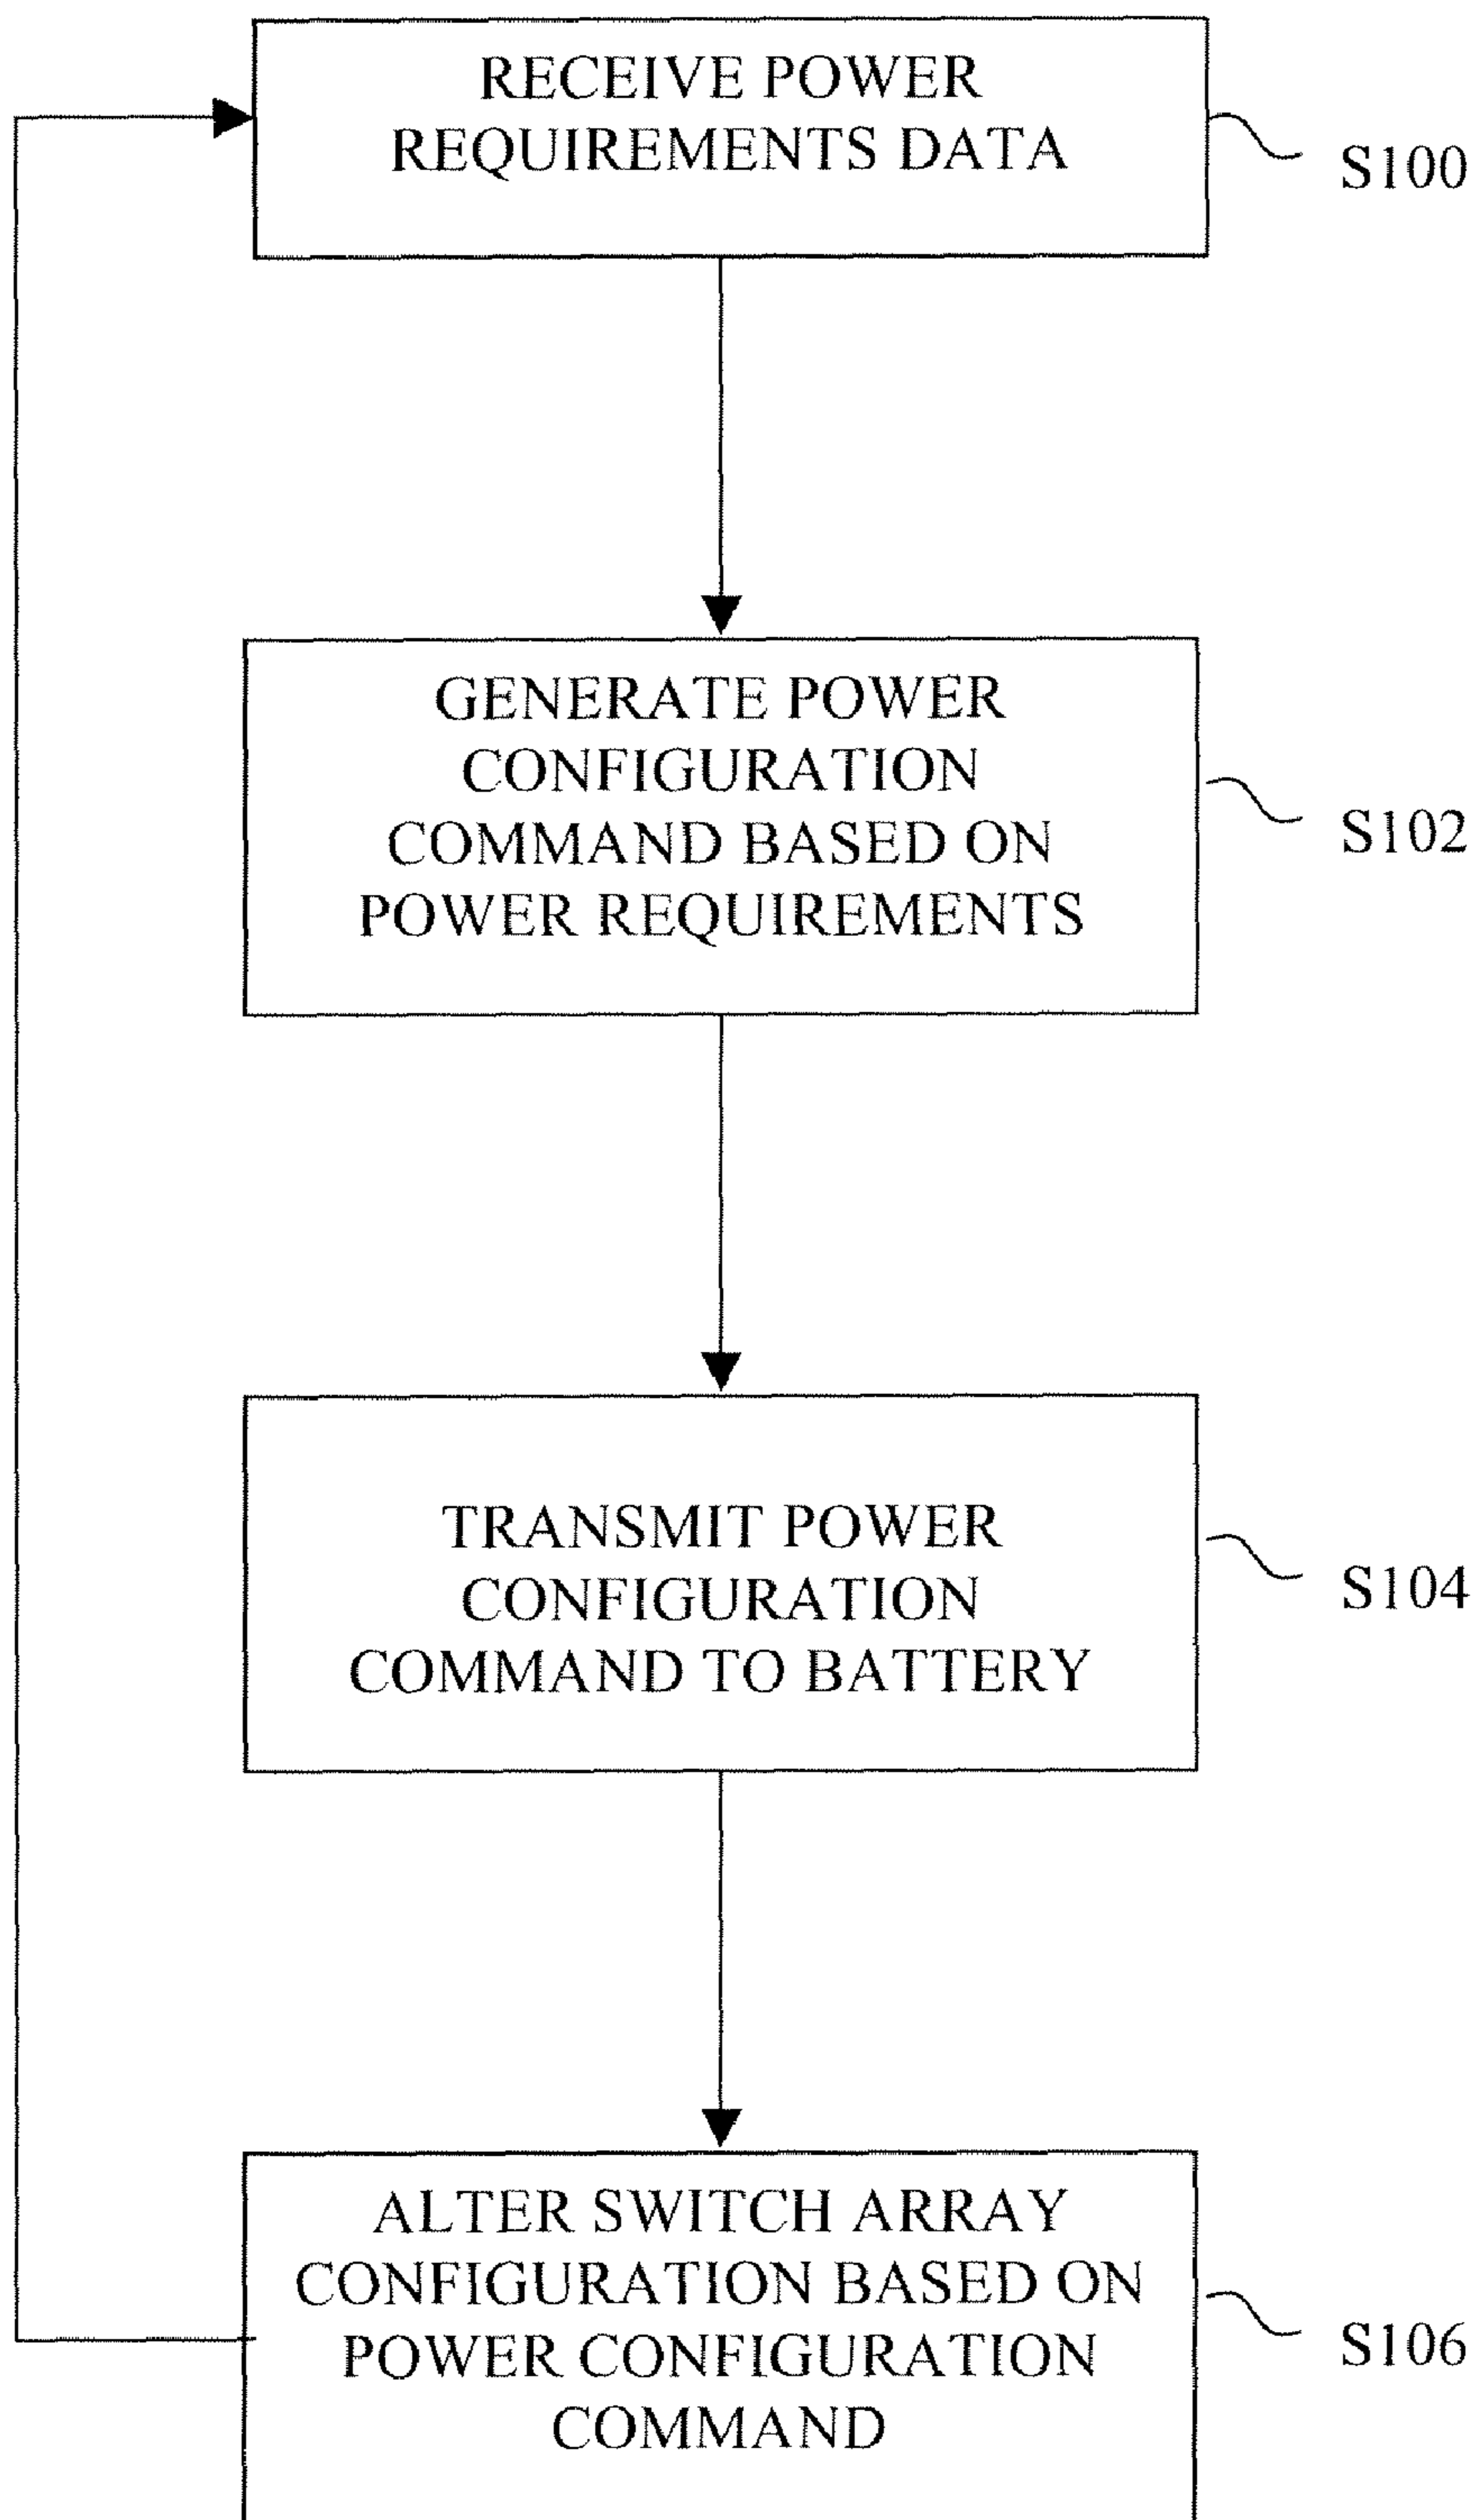 RECEIVE POWER
REQUIREMENTS DATA
S100
GENERATE POWER
CONFIGURATION
COMMAND BASED ON
POWER REQUIREMENTS
S102
TRANSMIT POWER
CONFIGURATION
COMMAND TO BATTERY
S104
ALTER SWITCH ARRAY
CONFIGURATION BASED ON
POWER CONFIGURATION
COMMAND
S106